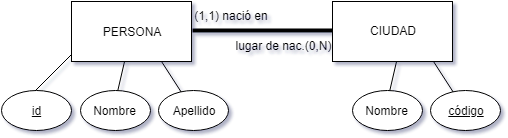 PERSONA
(1,1) nació en
lugar de nac.(0,N)
CIUDAD
id
Nombre
Apellido
Nombre
código